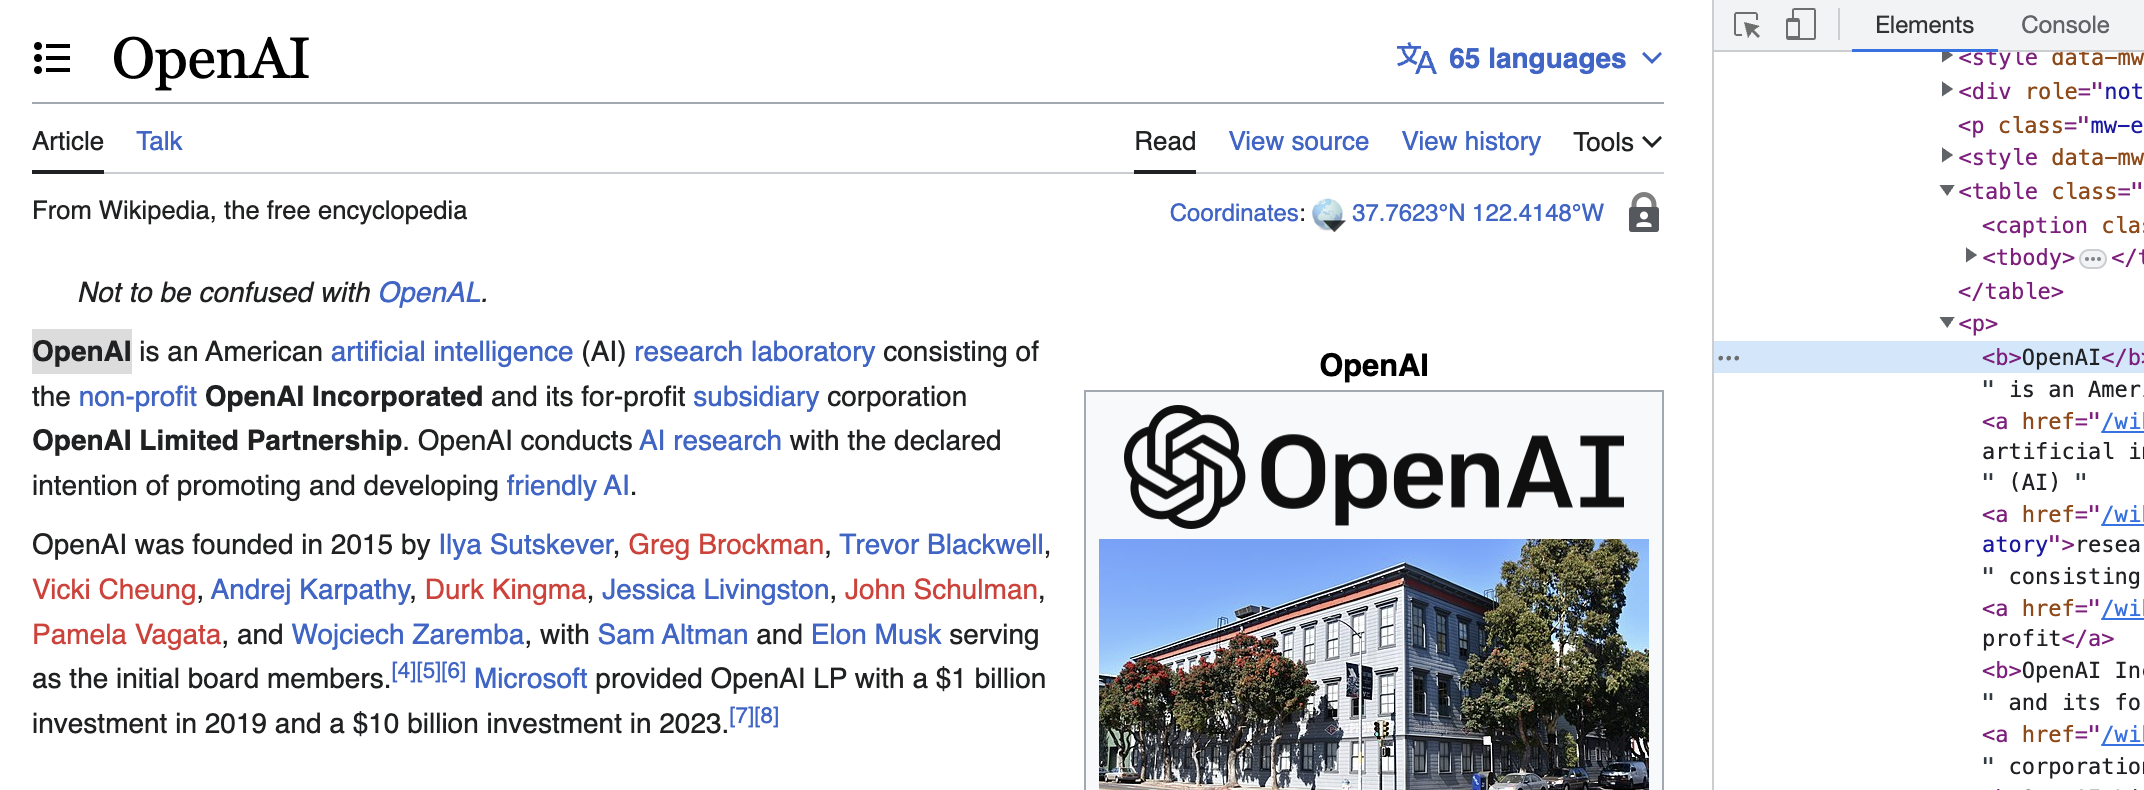 OpenAI
文A 65 languages
Article Talk
Read View source View history Tools
From Wikipedia, the free encyclopedia
Coordinates: 37.7623°N 122.4148°W
Not to be confused with OpenAL.
OpenAI is an American artificial intelligence (AI) research laboratory consisting of
the non-profit OpenAI Incorporated and its for-profit subsidiary corporation
OpenAI Limited Partnership. OpenAI conducts AI research with the declared
intention of promoting and developing friendly AI.
OpenAI was founded in 2015 by Ilya Sutskever, Greg Brockman, Trevor Blackwell,
Vicki Cheung, Andrej Karpathy, Durk Kingma, Jessica Livingston, John Schulman,
Pamela Vagata, and Wojciech Zaremba, with Sam Altman and Elon Musk serving
as the initial board members.[4][5][6] Microsoft provided OpenAI LP with a $1 billion
investment in 2019 and a $10 billion investment in 2023.[7][8]
OpenAI
OpenAI
Elements Console
<style data-mw
<div role="not
<p class="mw-e
<style data-mw
<table class="
<caption cla
<tbody> ••• </t
</table>
<p>
••• <b>OpenAI</b>
" is an Amer
<a href="/wi
artificial i
" (AI) "
<a href="/wi
atory">resea
" consisting
<a href="/wi
profit</a>
<b>OpenAI In
" and its fo
<a href="/wi
" corporatio